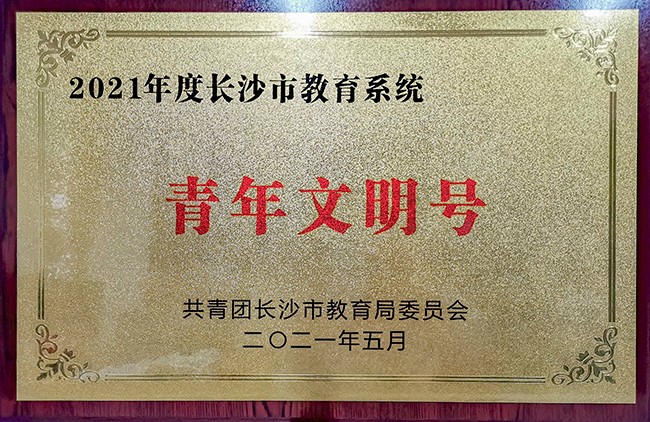 2021年度长沙市教育系统
青年文明号
共青团长沙市教育局委员会
二〇二一年五月